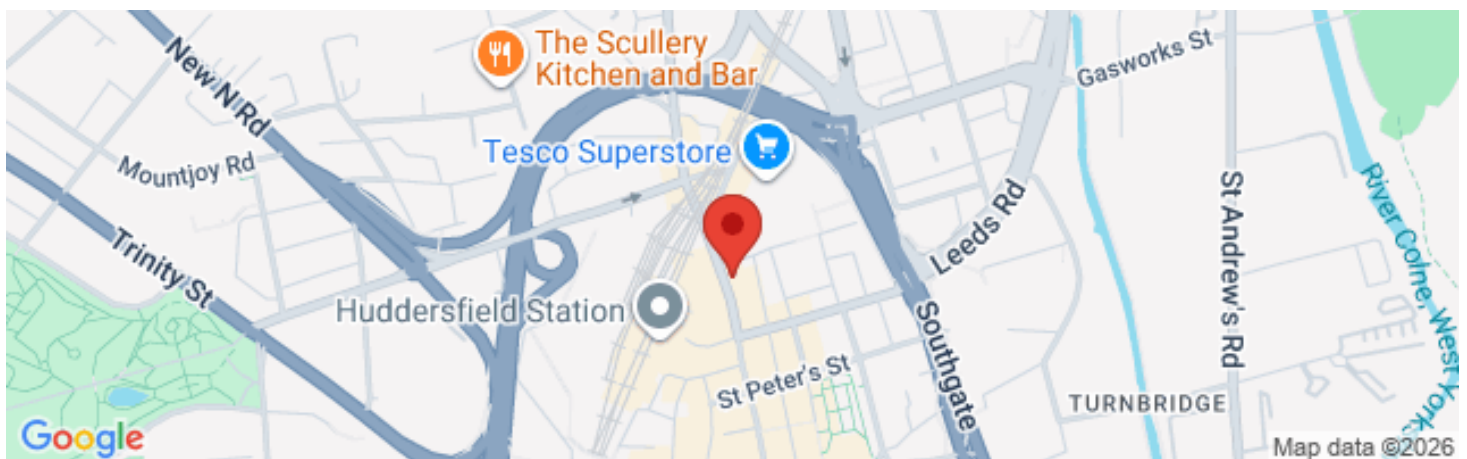 New N Rd
The Scullery
Kitchen and Bar
Gasworks St
Mountjoy Rd
Tesco Superstore
Trinity St
Leeds Rd
St Andrew's Rd
River Colne, West York
Huddersfield Station
Southgate
St Peter's St
TURNBRIDGE
Google
Map data ©2026